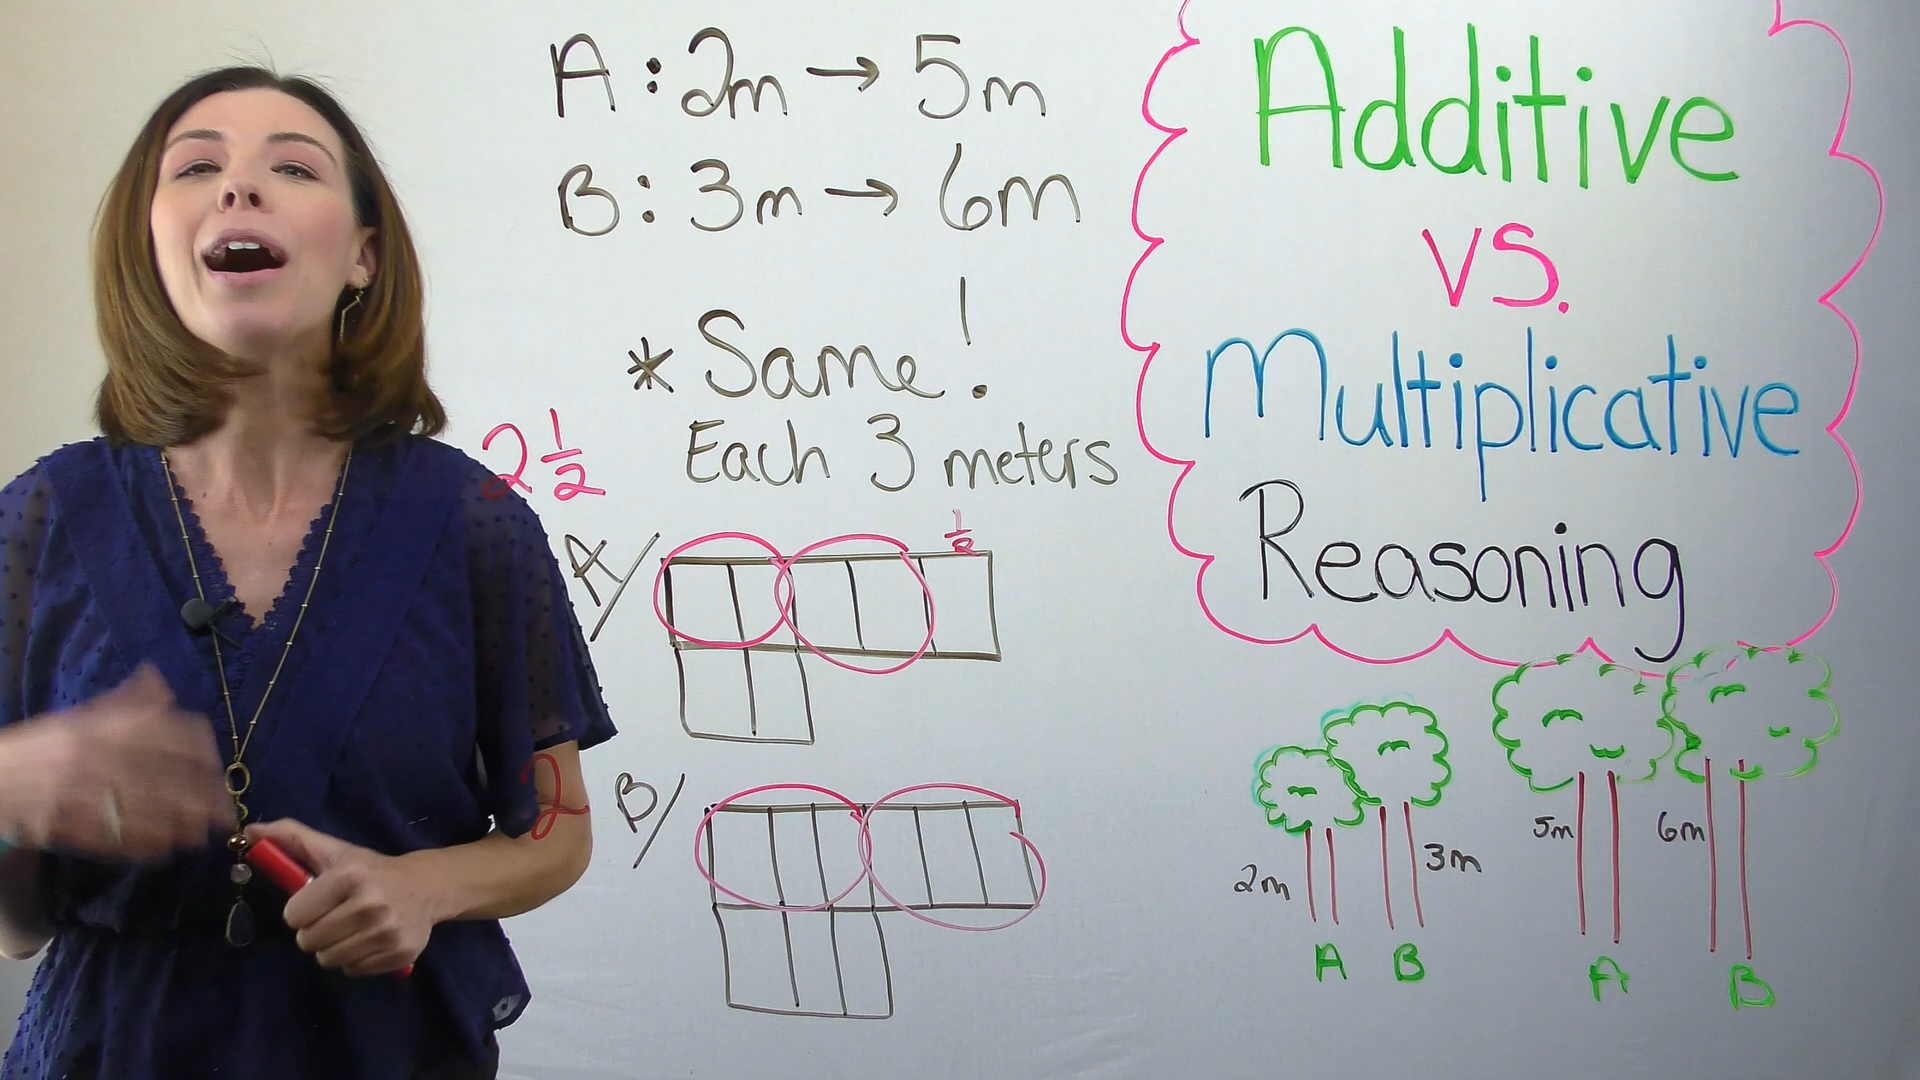 A: 2m → 5m
B: 3m → 6m
* Same!
Each 3 meters
2 1/2
A/
1/2
B/
2
Additive
vs.
Multiplicative
Reasoning
2m
3m
5m
6m
A B
A B